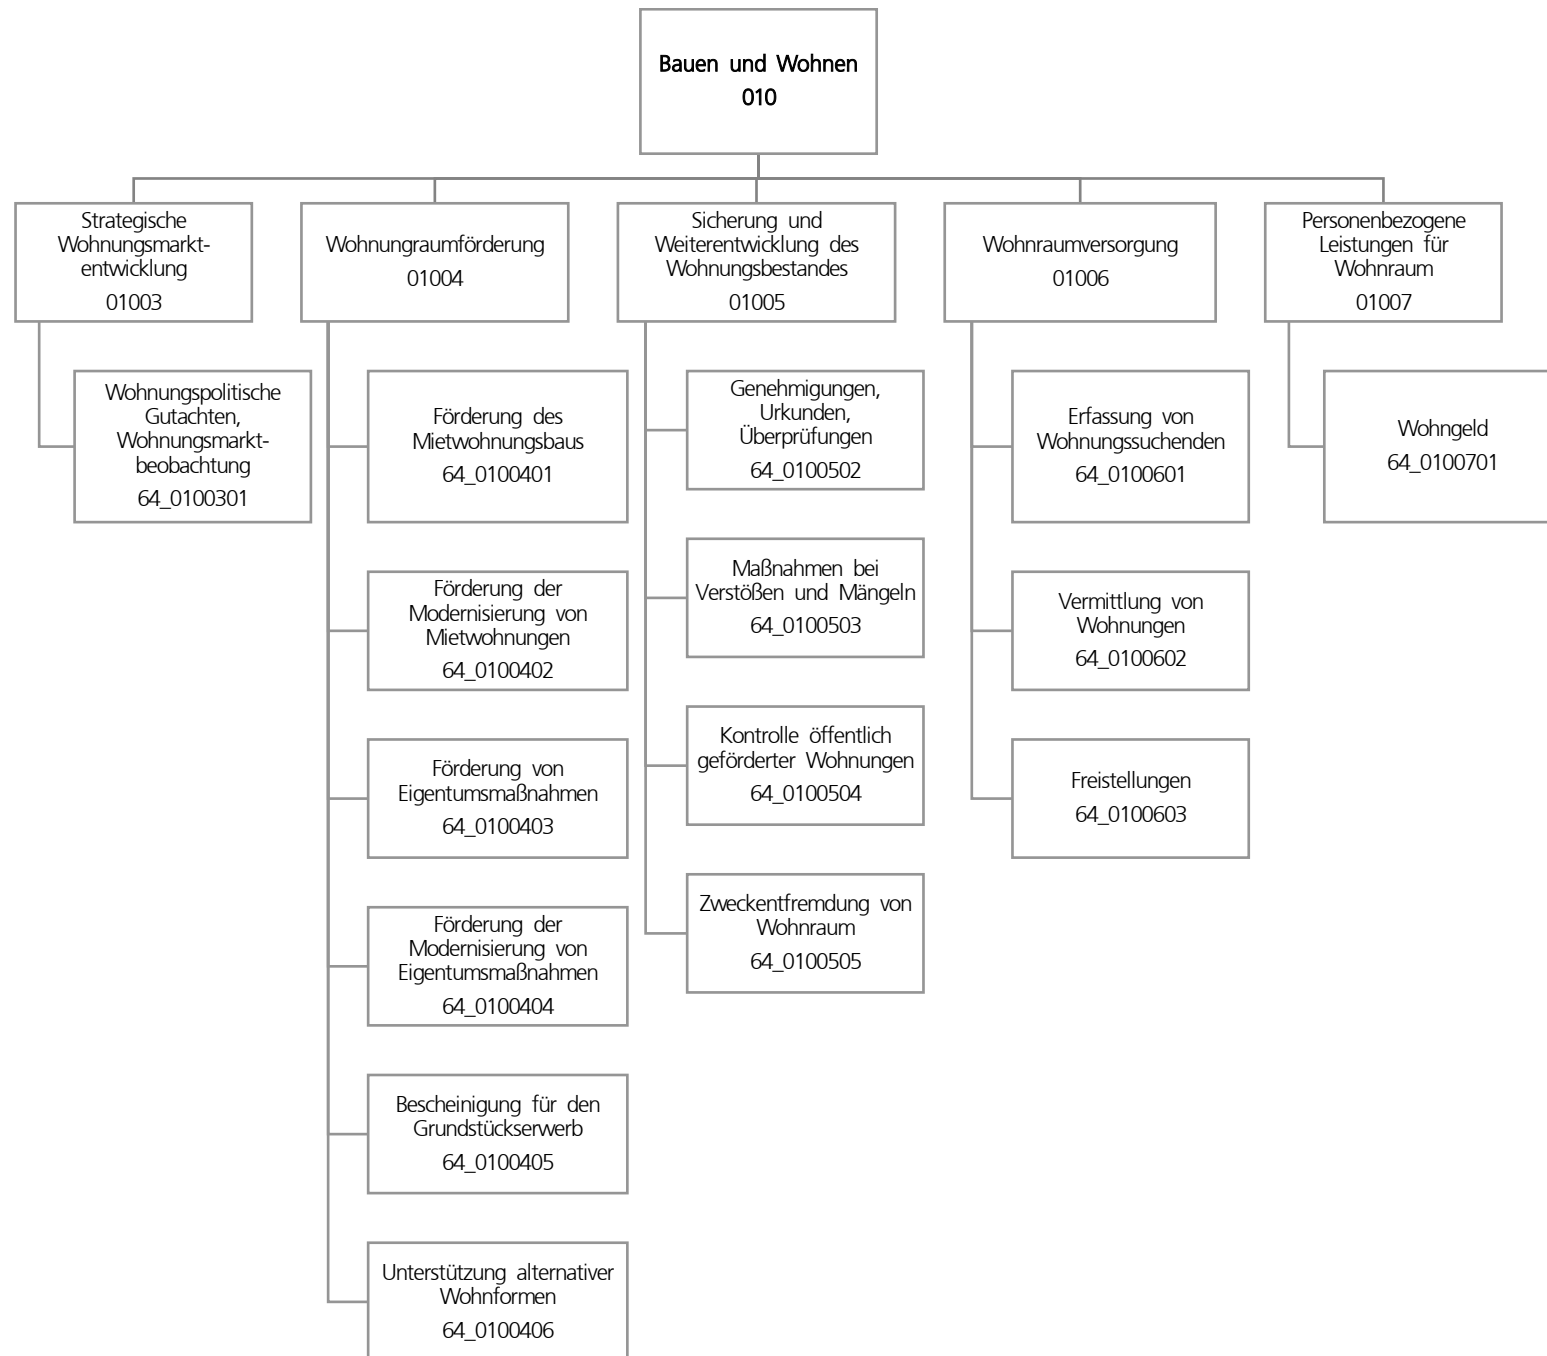 Bauen und Wohnen
010
Strategische
Wohnungsmarkt-
entwicklung
01003
Wohnungspolitische
Gutachten,
Wohnungsmarkt-
beobachtung
64_0100301
Wohnungraumförderung
01004
Förderung des
Mietwohnungsbaus
64_0100401
Förderung der
Modernisierung von
Mietwohnungen
64_0100402
Förderung von
Eigentumsmaßnahmen
64_0100403
Förderung der
Modernisierung von
Eigentumsmaßnahmen
64_0100404
Bescheinigung für den
Grundstückserwerb
64_0100405
Unterstützung alternativer
Wohnformen
64_0100406
Sicherung und
Weiterentwicklung des
Wohnungsbestandes
01005
Genehmigungen,
Urkunden,
Überprüfungen
64_0100502
Maßnahmen bei
Verstößen und Mängeln
64_0100503
Kontrolle öffentlich
geförderter Wohnungen
64_0100504
Zweckentfremdung von
Wohnraum
64_0100505
Wohnraumversorgung
01006
Erfassung von
Wohnungssuchenden
64_0100601
Vermittlung von
Wohnungen
64_0100602
Freistellungen
64_0100603
Personenbezogene
Leistungen für
Wohnraum
01007
Wohngeld
64_0100701